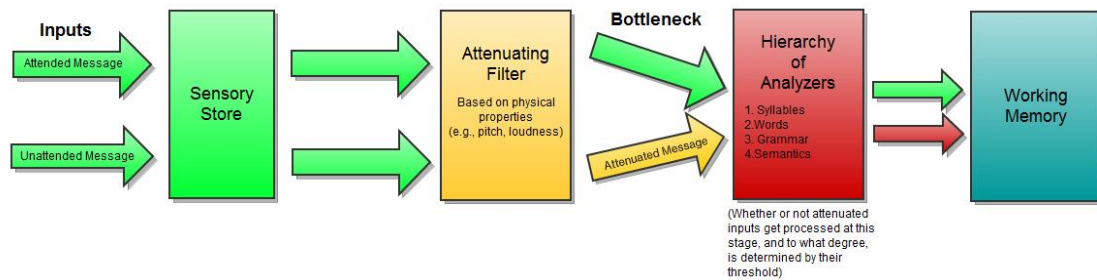 Inputs
Attended Message
Unattended Message
Sensory
Store
Attenuating
Filter
Based on physical
properties
(e.g., pitch, loudness)
Bottleneck
Attenuated Message
Hierarchy
of
Analyzers
1. Syllables
2.Words
3. Grammar
4.Semantics
(Whether or not attenuated
inputs get processed at this
stage, and to what degree,
is determined by their
threshold)
Working
Memory